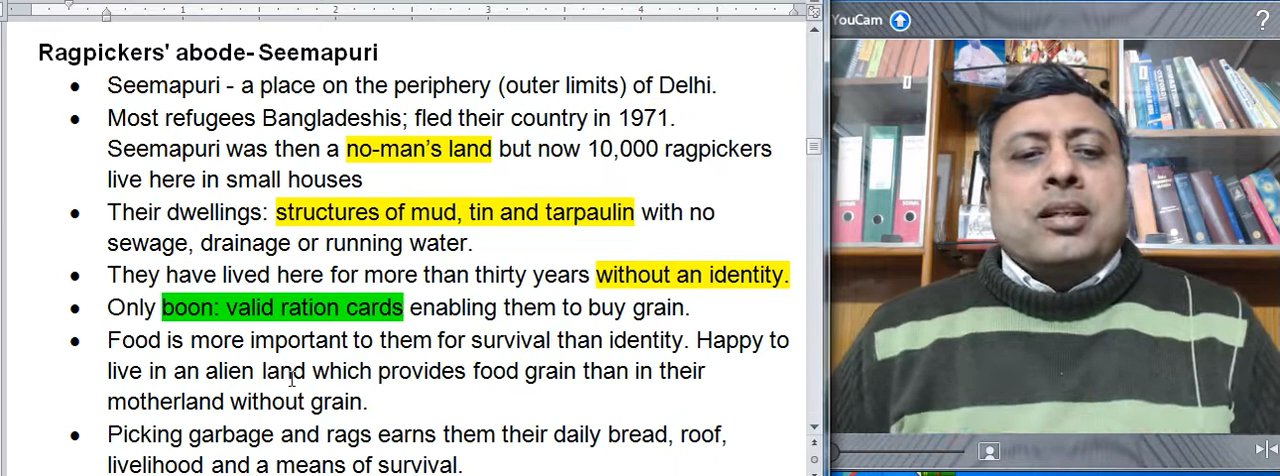 YouCam
?
Ragpickers' abode- Seemapuri
• Seemapuri - a place on the periphery (outer limits) of Delhi.
• Most refugees Bangladeshis; fled their country in 1971.
Seemapuri was then a no-man's land but now 10,000 ragpickers
live here in small houses
• Their dwellings: structures of mud, tin and tarpaulin with no
sewage, drainage or running water.
• They have lived here for more than thirty years without an identity.
• Only boon: valid ration cards enabling them to buy grain.
• Food is more important to them for survival than identity. Happy to
live in an alien land which provides food grain than in their
motherland without grain.
• Picking garbage and rags earns them their daily bread, roof,
livelihood and a means of survival.